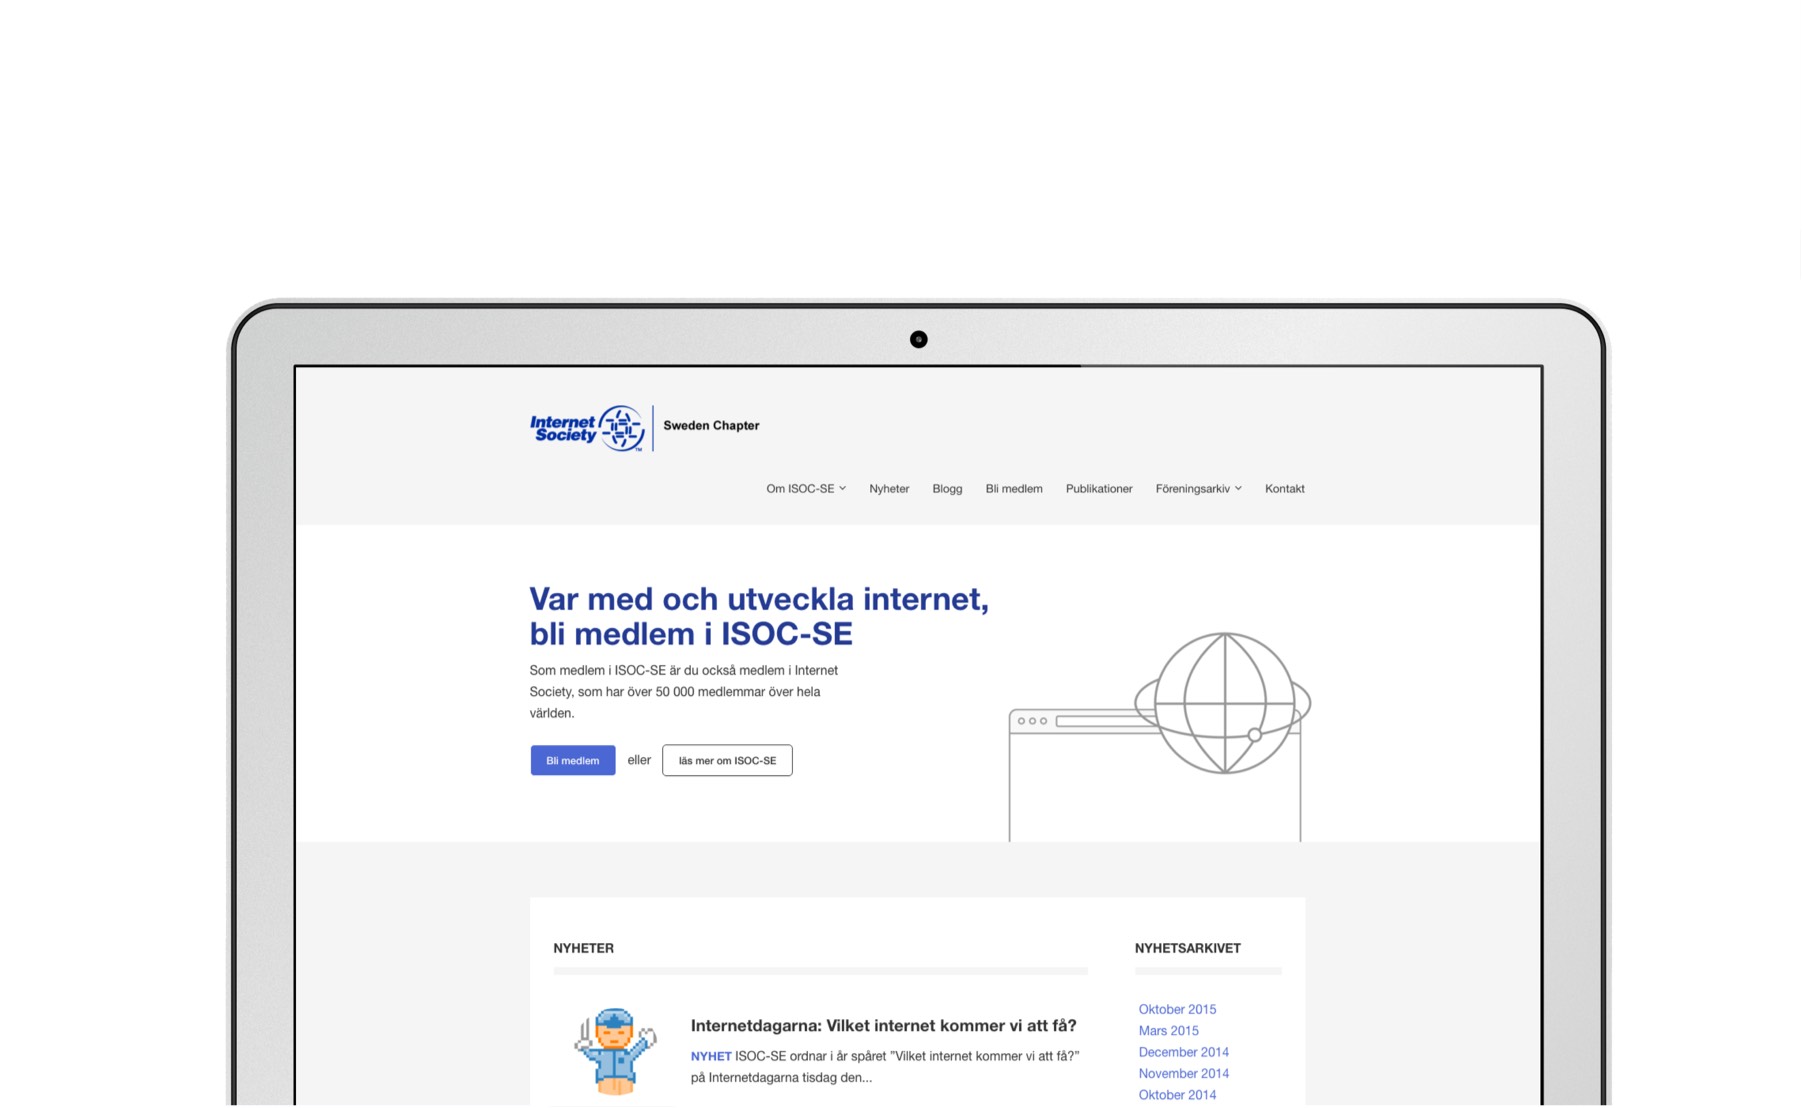 Internet
Society
TM
Sweden Chapter
Om ISOC-SE Nyheter Blogg Bli medlem Publikationer Föreningsarkiv Kontakt
Var med och utveckla internet,
bli medlem i ISOC-SE
Som medlem i ISOC-SE är du också medlem i Internet
Society, som har över 50 000 medlemmar över hela
världen.
Bli medlem eller läs mer om ISOC-SE
NYHETER
Internetdagarna: Vilket internet kommer vi att få?
NYHET ISOC-SE ordnar i år spåret ”Vilket internet kommer vi att få?”
på Internetdagarna tisdag den...
NYHETSARKIVET
Oktober 2015
Mars 2015
December 2014
November 2014
Oktober 2014